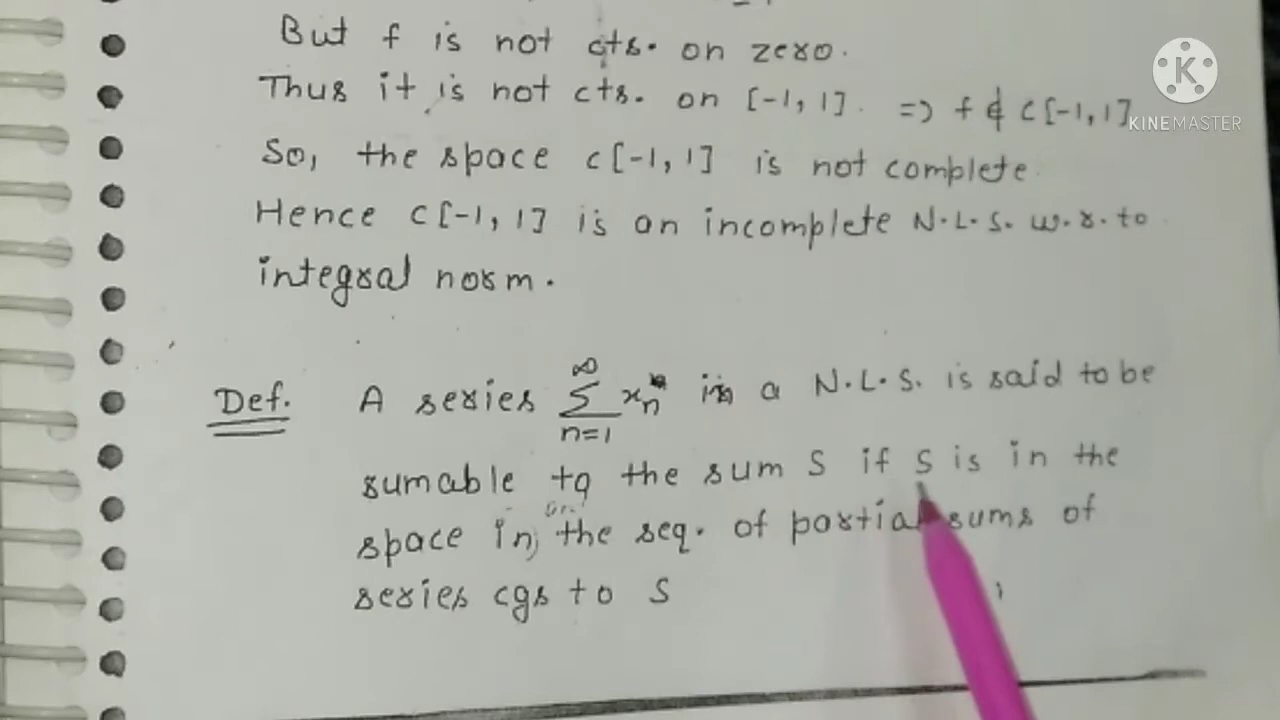 But f is not cts. on zero.
Thus it is not cts. on [-1, 1]. => f ∉ C[-1, 1]
So, the space C[-1, 1] is not complete.
Hence C[-1, 1] is an incomplete N.L.S. w.r.to
integral norm.
Def. A series ∑_{n=1}^{∞} x_n in a N.L.S. is said to be
sumable to the sum S if S is in the
space in the seq. of partial sums of
series cgs to S
K
KINEMASTER